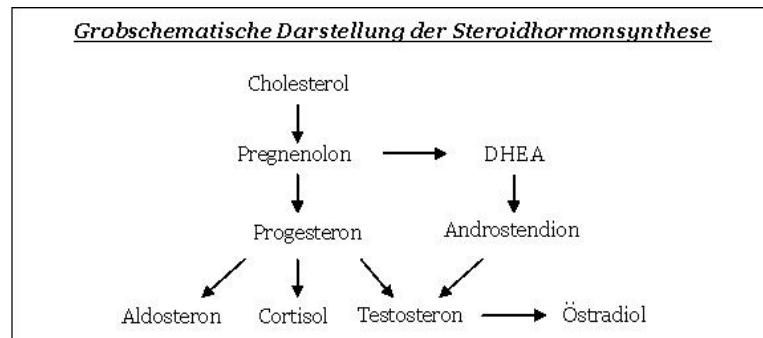 Grobschematische Darstellung der Steroidhormonsynthese
Cholesterol
Pregnenolon DHEA
Progesteron Androstendion
Aldosteron Cortisol Testosteron Östradiol